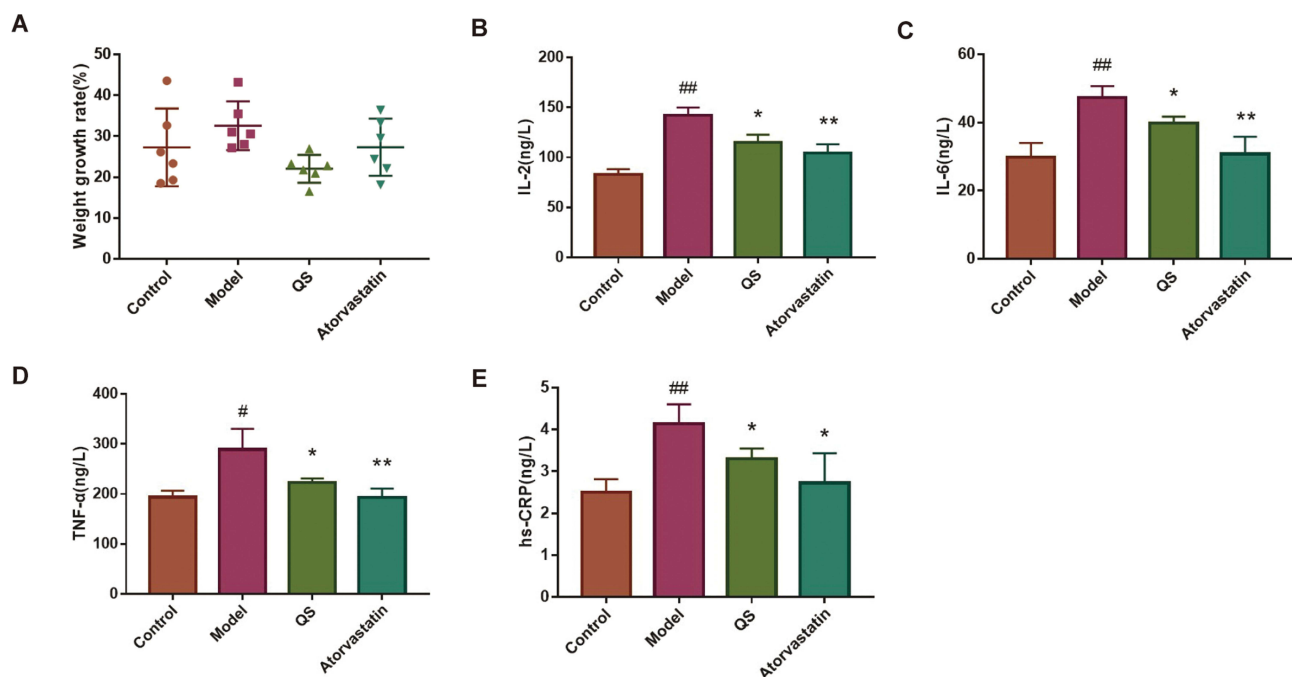 A
Weight growth rate(%)
50
40
30
20
10
0
Control
Model
QS
Atorvastatin
B
IL-2(ng/L)
200
150
100
50
0
##
*
**
Control
Model
QS
Atorvastatin
C
IL-6(ng/L)
60
40
20
0
##
*
**
Control
Model
QS
Atorvastatin
D
TNF-α(ng/L)
400
300
200
100
0
#
*
**
Control
Model
QS
Atorvastatin
E
hs-CRP(ng/L)
5
4
3
2
1
0
##
*
*
Control
Model
QS
Atorvastatin